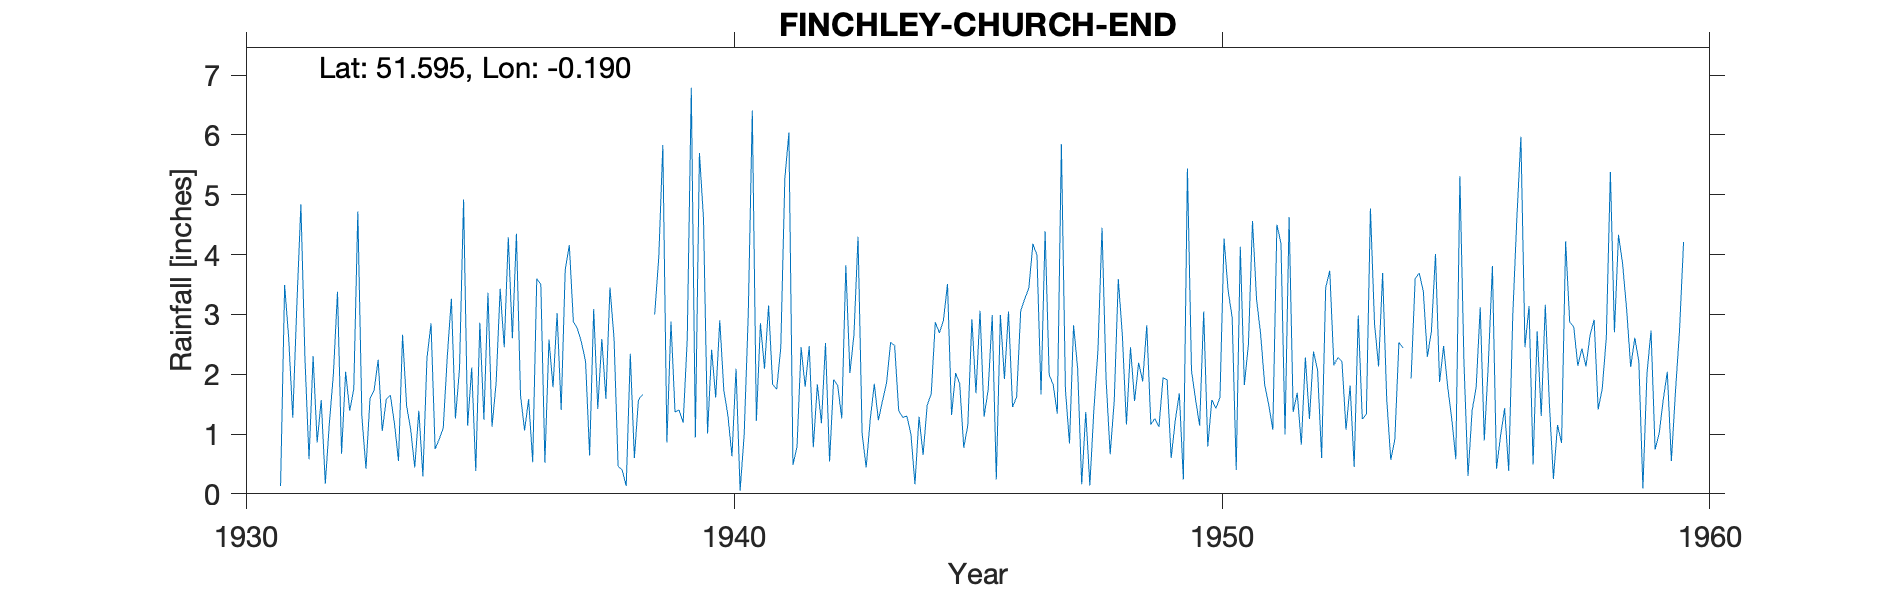 FINCHLEY-CHURCH-END
Lat: 51.595, Lon: -0.190
7
6
5
4
3
2
1
0
Rainfall [inches]
1930 1940 1950 1960
Year